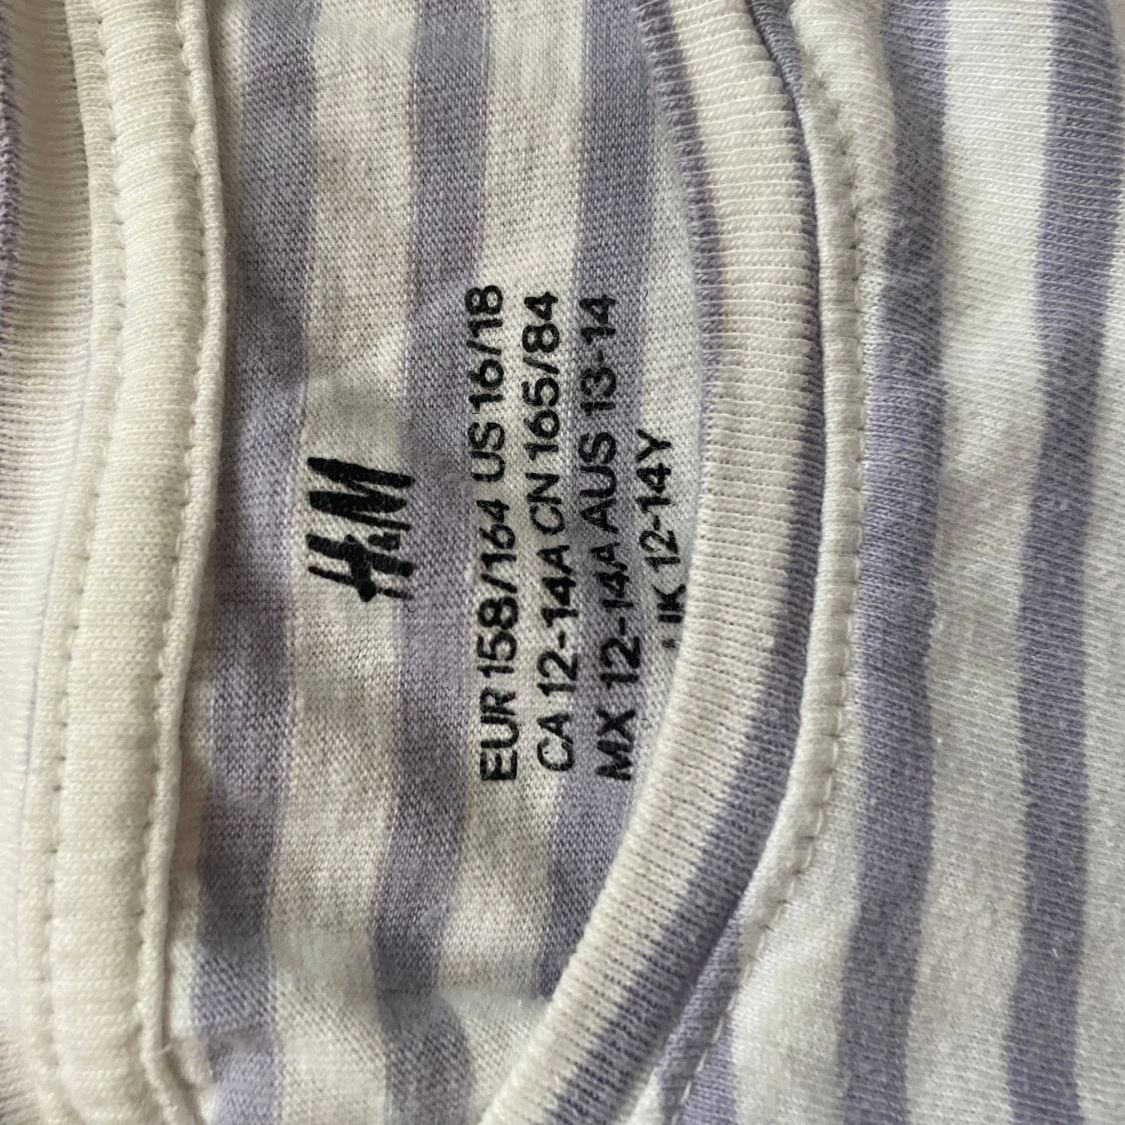 H&M
EUR 158/164 US 16/18
CA 12-14A CN 165/84
MX 12-14A AUS 13-14
UK 12-14Y